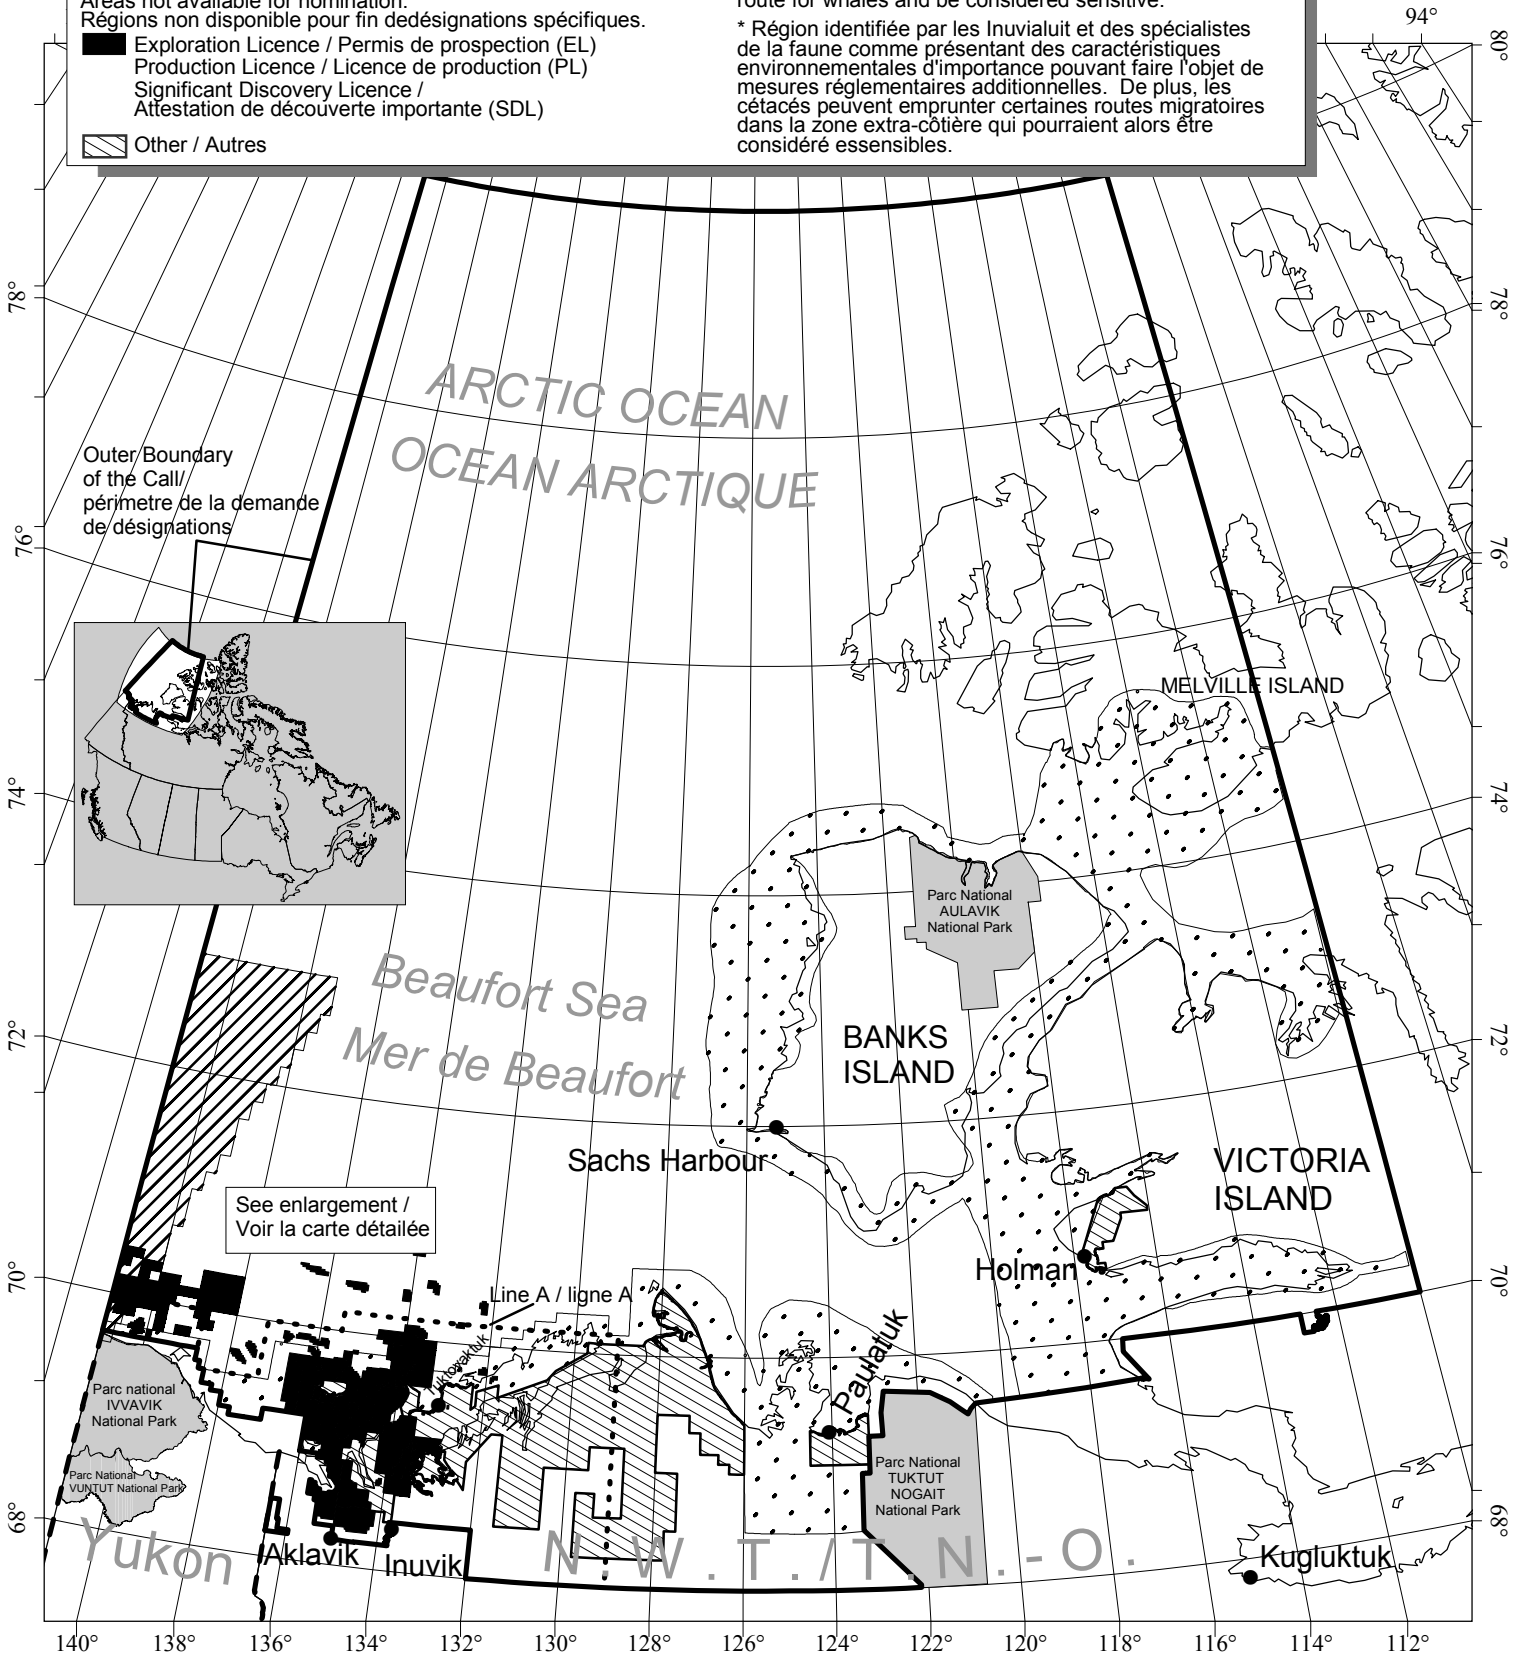 Areas not available for nomination.
Régions non disponible pour fin dedésignations spécifiques.
Exploration Licence / Permis de prospection (EL)
Production Licence / Licence de production (PL)
Significant Discovery Licence /
Attestation de découverte importante (SDL)
Other / Autres
route for whales and be considered sensitive.
* Région identifiée par les Inuvialuit et des spécialistes
de la faune comme présentant des caractéristiques
environnementales d'importance pouvant faire l'objet de
mesures réglementaires additionnelles. De plus, les
cétacés peuvent emprunter certaines routes migratoires
dans la zone extra-côtière qui pourraient alors être
considéré essensibles.
94°
80°
78°
78°
ARCTIC OCEAN
OCEAN ARCTIQUE
Outer Boundary
of the Call/
périmetre de la demande
de désignations
76°
76°
MELVILLE ISLAND
74°
74°
Parc National
AULAVIK
National Park
Beaufort Sea
Mer de Beaufort
72°
72°
BANKS
ISLAND
Sachs Harbour
VICTORIA
ISLAND
See enlargement /
Voir la carte détailée
70°
70°
Holman
Line A / ligne A
Tuktoyaktuk
Paulatuk
Parc national
IVVAVIK
National Park
Parc National
VUNTUT National Park
Parc National
TUKTUT
NOGAIT
National Park
68°
68°
Yukon
Aklavik
Inuvik
N.W.T./T.N.-O.
Kugluktuk
140° 138° 136° 134° 132° 130° 128° 126° 124° 122° 120° 118° 116° 114° 112°